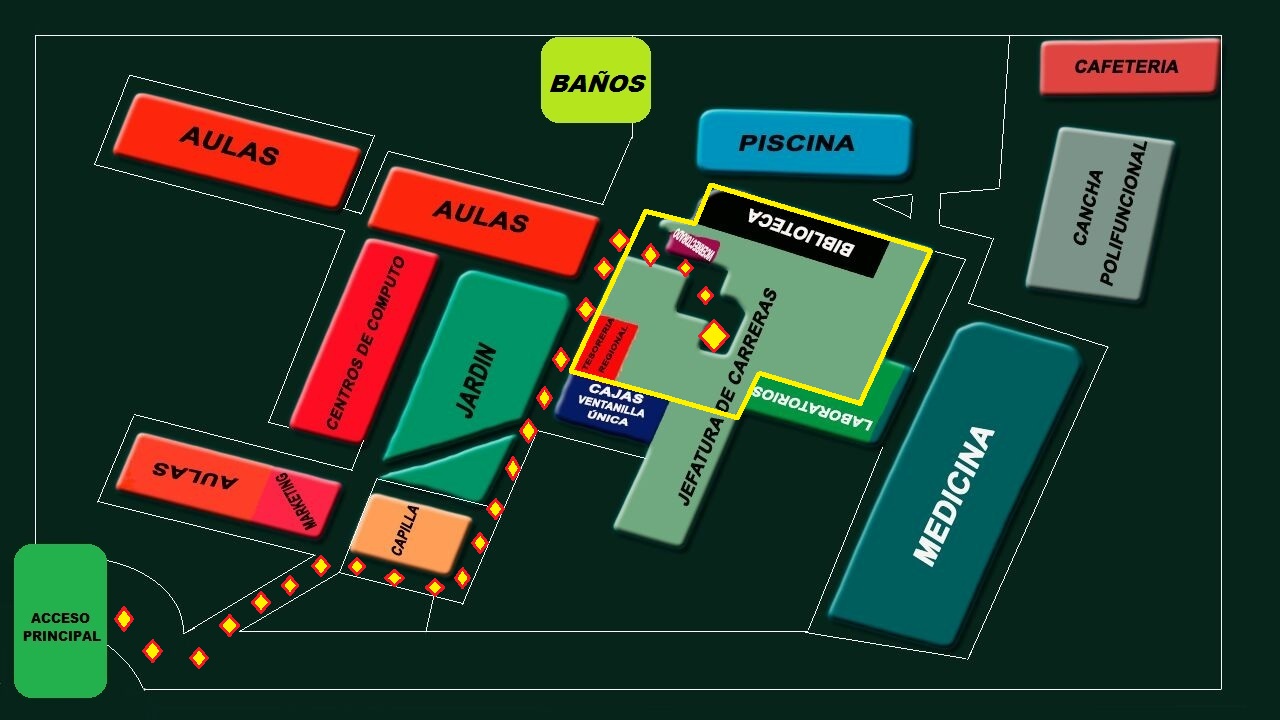 BAÑOS
CAFETERIA
AULAS
PISCINA
CANCHA
POLIFUNCIONAL
AULAS
BIBLIOTECA
VICERRECTORADO
CENTROS DE COMPUTO
JARDIN
TESORERIA
REGIONAL
JEFATURA DE CARRERAS
CAJAS
VENTANILLA
ÚNICA
LABORATORIOS
MEDICINA
AULAS
MARKETING
CAPILLA
ACCESO
PRINCIPAL